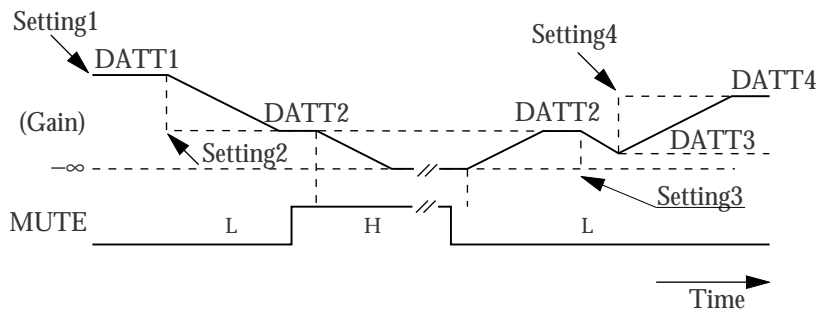 Setting1
Setting4
DATT1
DATT4
DATT2
DATT2
(Gain)
DATT3
Setting2
−∞
Setting3
MUTE
L
H
L
Time